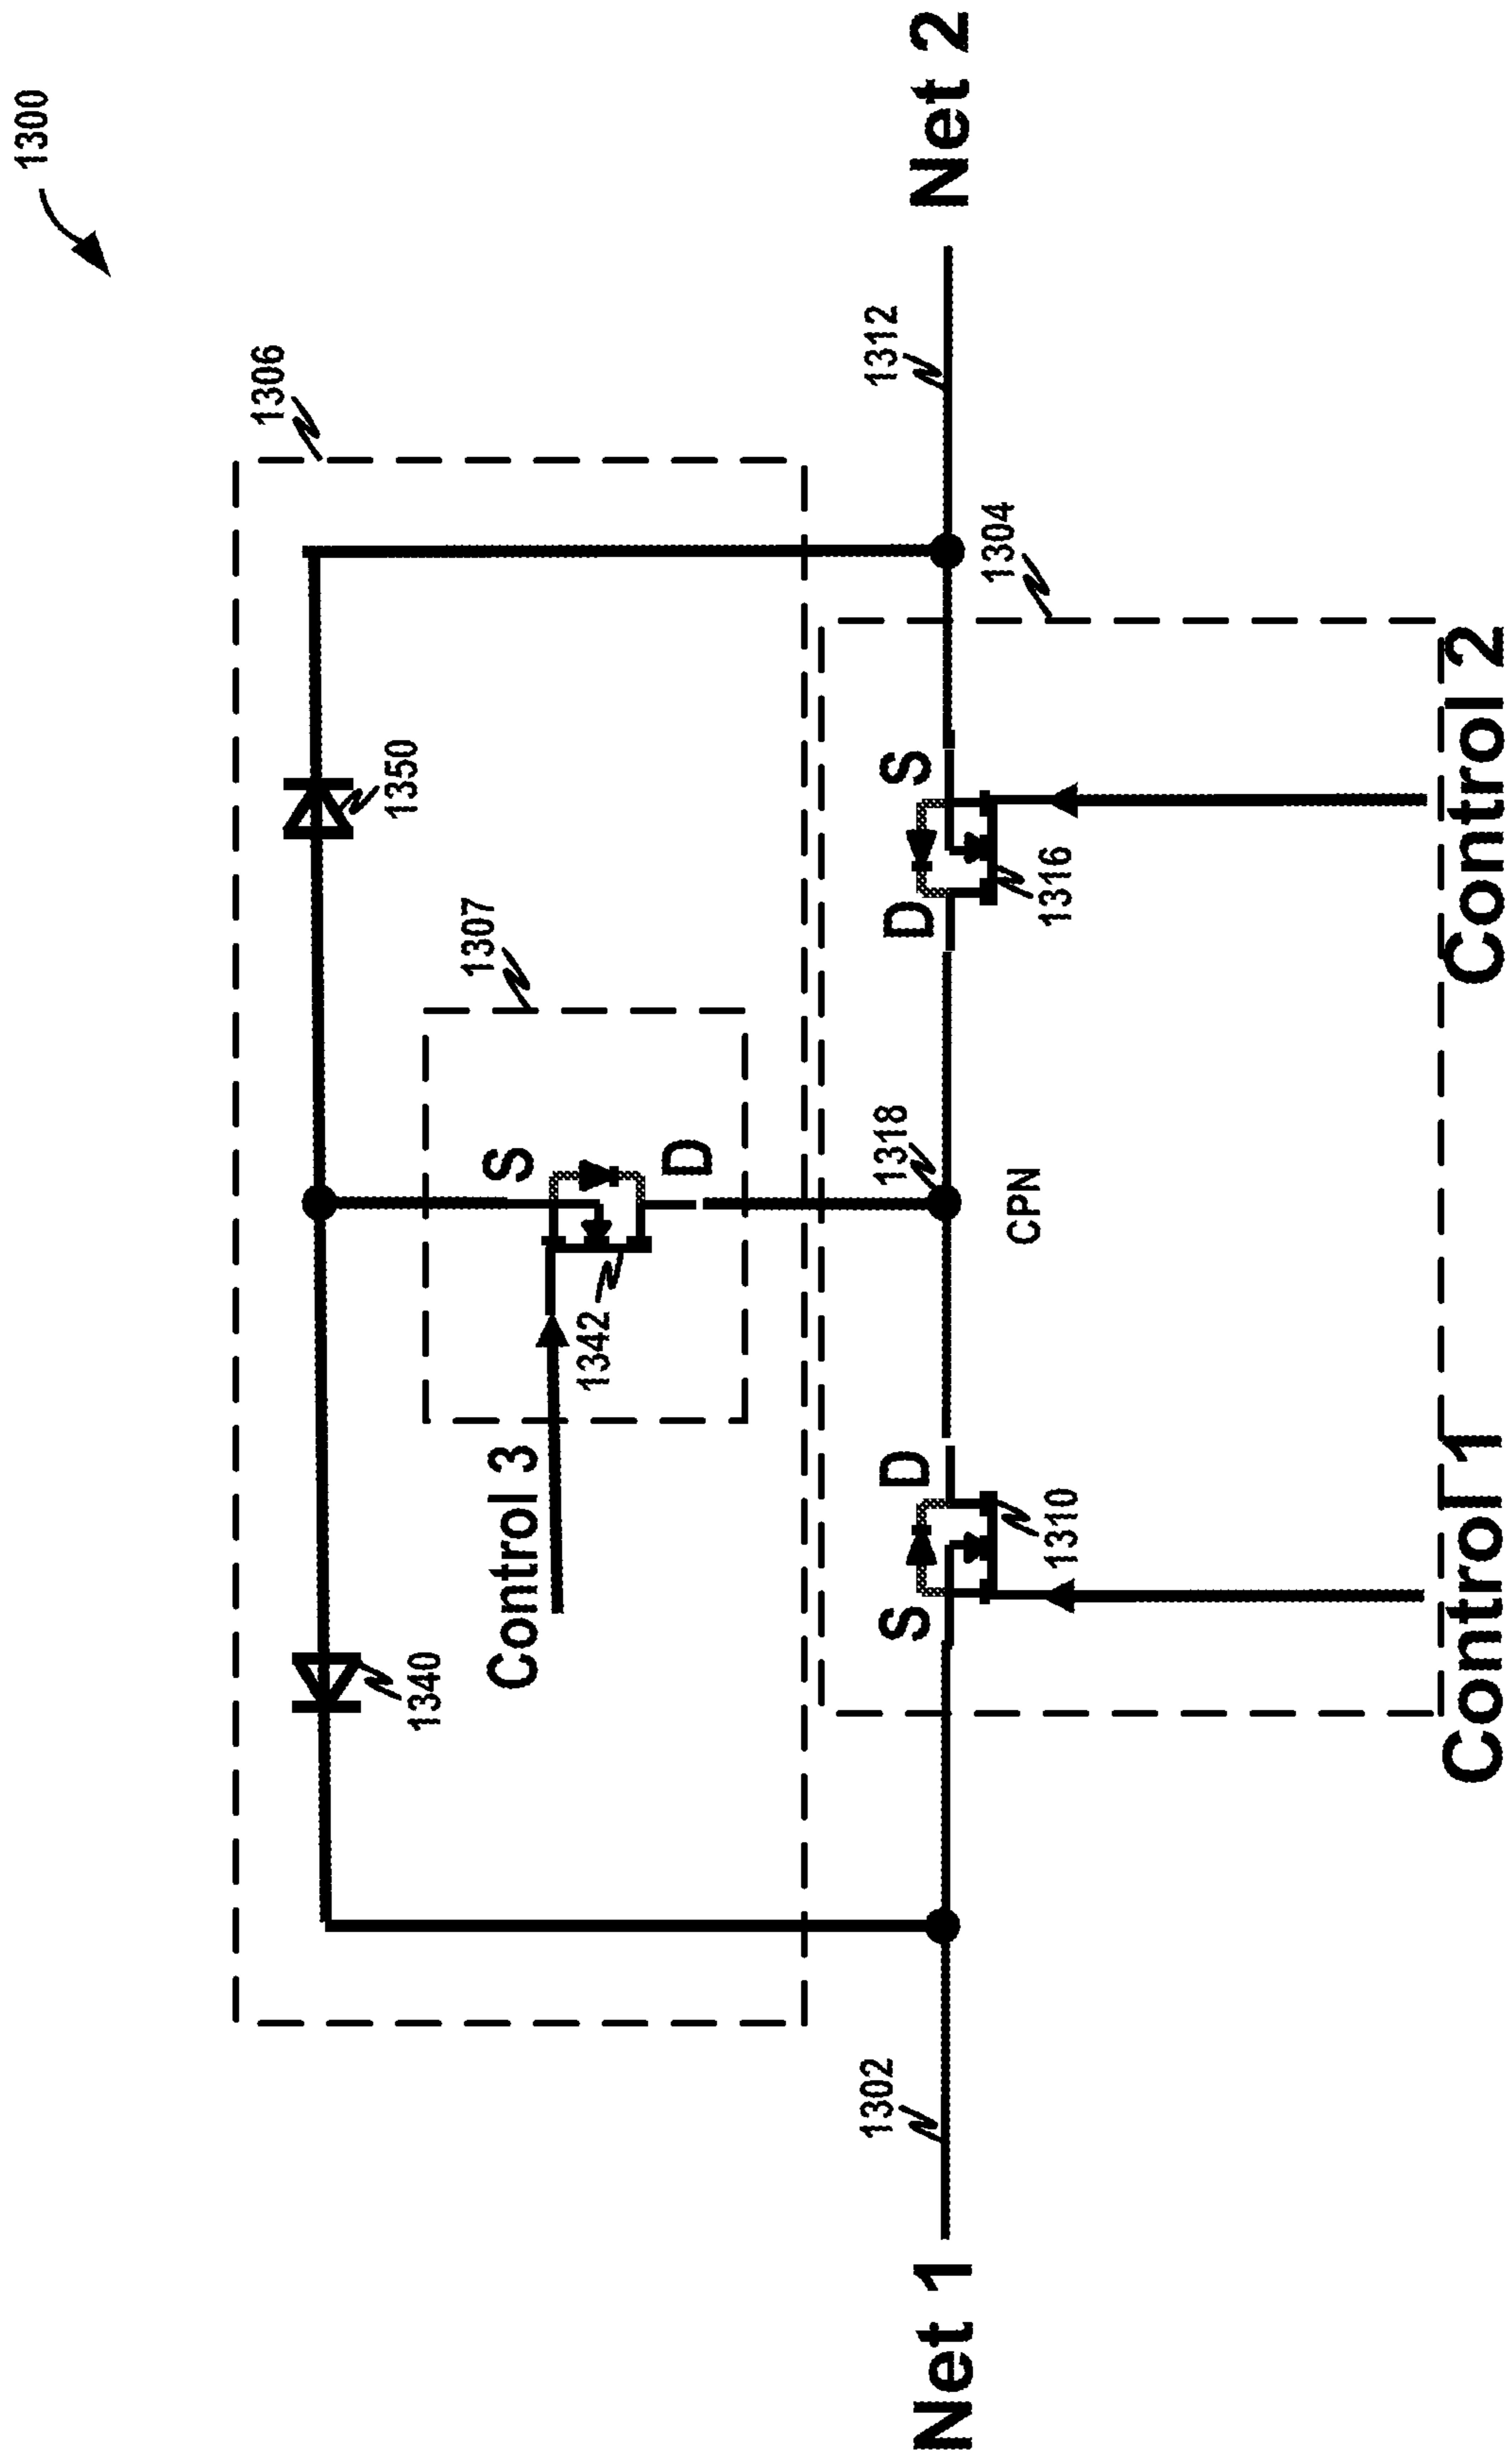 1300
1306
1350
1307
S
D
1342
Control 3
1340
1312
Net 2
1304
S
D
1316
1318
CPN
D
S
1310
1302
Net 1
Control 1
Control 2